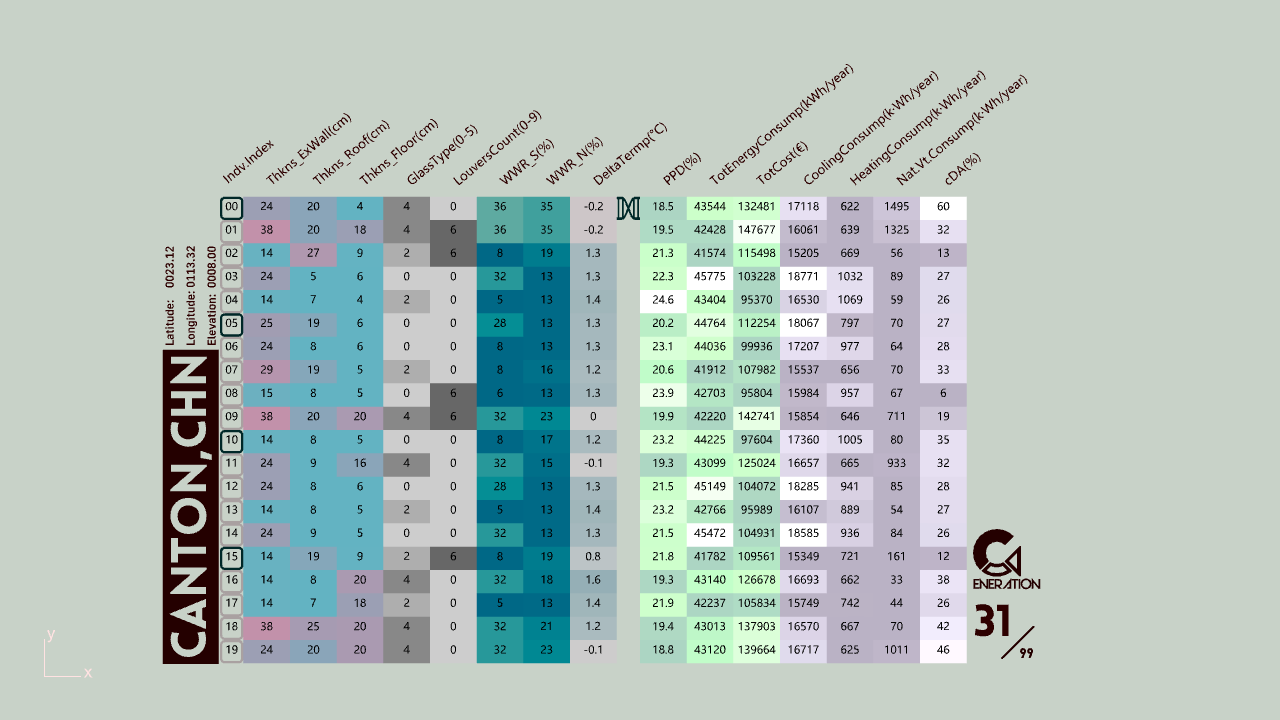 Indv.Index Thkns_ExWall(cm) Thkns_Roof(cm) Thkns_Floor(cm) GlassType(0-5) LouversCount(0-9) WWR_S(%) WWR_N(%) DeltaTermp(°C) PPD(%) TotEnergyConsump(kWh/year) TotCost(€) CoolingConsump(k·Wh/year) HeatingConsump(k·Wh/year) Nat.Vt.Consump(k·Wh/year) cDA(%)
00 24 20 4 4 0 36 35 -0.2 18.5 43544 132481 17118 622 1495 60
01 38 20 18 4 6 36 35 -0.2 19.5 42428 147677 16061 639 1325 32
02 14 27 9 2 6 8 19 1.3 21.3 41574 115498 15205 669 56 13
03 24 5 6 0 0 32 13 1.3 22.3 45775 103228 18771 1032 89 27
04 14 7 4 2 0 5 13 1.4 24.6 43404 95370 16530 1069 59 26
05 25 19 6 0 0 28 13 1.3 20.2 44764 112254 18067 797 70 27
06 24 8 6 0 0 8 13 1.3 23.1 44036 99936 17207 977 64 28
07 29 19 5 2 0 8 16 1.2 20.6 41912 107982 15537 656 70 33
08 15 8 5 0 6 6 13 1.3 23.9 42703 95804 15984 957 67 6
09 38 20 20 4 6 32 23 0 19.9 42220 142741 15854 646 711 19
10 14 8 5 0 0 8 17 1.2 23.2 44225 97604 17360 1005 80 35
11 24 9 16 4 0 32 15 -0.1 19.3 43099 125024 16657 665 933 32
12 24 8 6 0 0 28 13 1.3 21.5 45149 104072 18285 941 85 28
13 14 8 5 2 0 5 13 1.4 23.2 42766 95989 16107 889 54 27
14 24 9 5 0 0 32 13 1.3 21.5 45472 104931 18585 936 84 26
15 14 19 9 2 6 8 19 0.8 21.8 41782 109561 15349 721 161 12
16 14 8 20 4 0 32 18 1.6 19.3 43140 126678 16693 662 33 38
17 14 7 18 2 0 5 13 1.4 21.9 42237 105834 15749 742 44 26
18 38 25 20 4 0 32 21 1.2 19.4 43013 137903 16570 667 70 42
19 24 20 20 4 0 32 23 -0.1 18.8 43120 139664 16717 625 1011 46
Latitude: 0023.12
Longitude: 0113.32
Elevation: 0008.00
CANTON,CHN
G
ENERATION
31/99
y
x